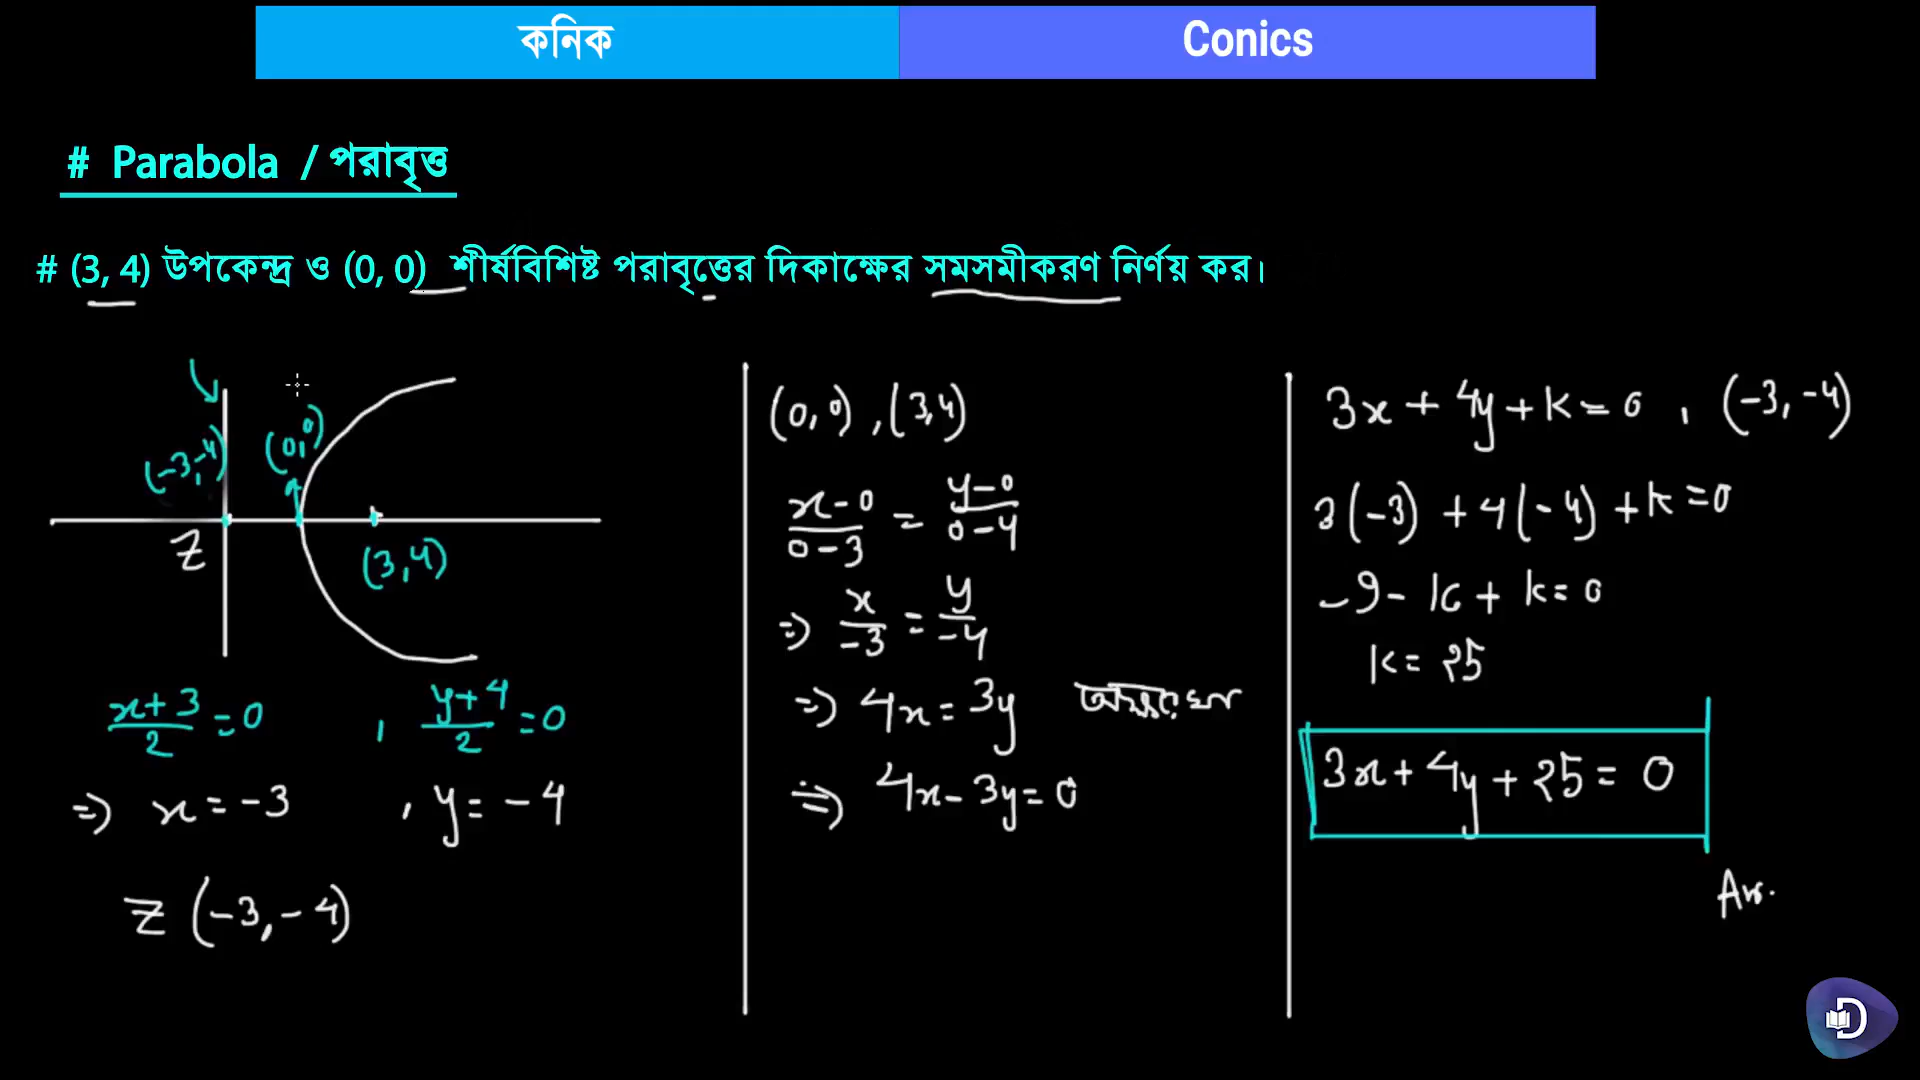 কনিক
Conics
# Parabola / পরাবৃত্ত
# (3, 4) উপকেন্দ্র ও (0, 0) শীর্ষবিশিষ্ট পরাবৃত্তের দিকাক্ষের সমসমীকরণ নির্ণয় কর।
(-3,-4)
(0,0)
Z
(3,4)
(x+3)/2 = 0 , (y+4)/2 = 0
=> x = -3 , y = -4
Z (-3, -4)
(0,0) , (3,4)
(x-0)/(0-3) = (y-0)/(0-4)
=> x/-3 = y/-4
=> 4x = 3y
=> 4x - 3y = 0
3x + 4y + k = 0 , (-3, -4)
3(-3) + 4(-4) + k = 0
-9 - 16 + k = 0
k = 25
3x + 4y + 25 = 0
Ans.